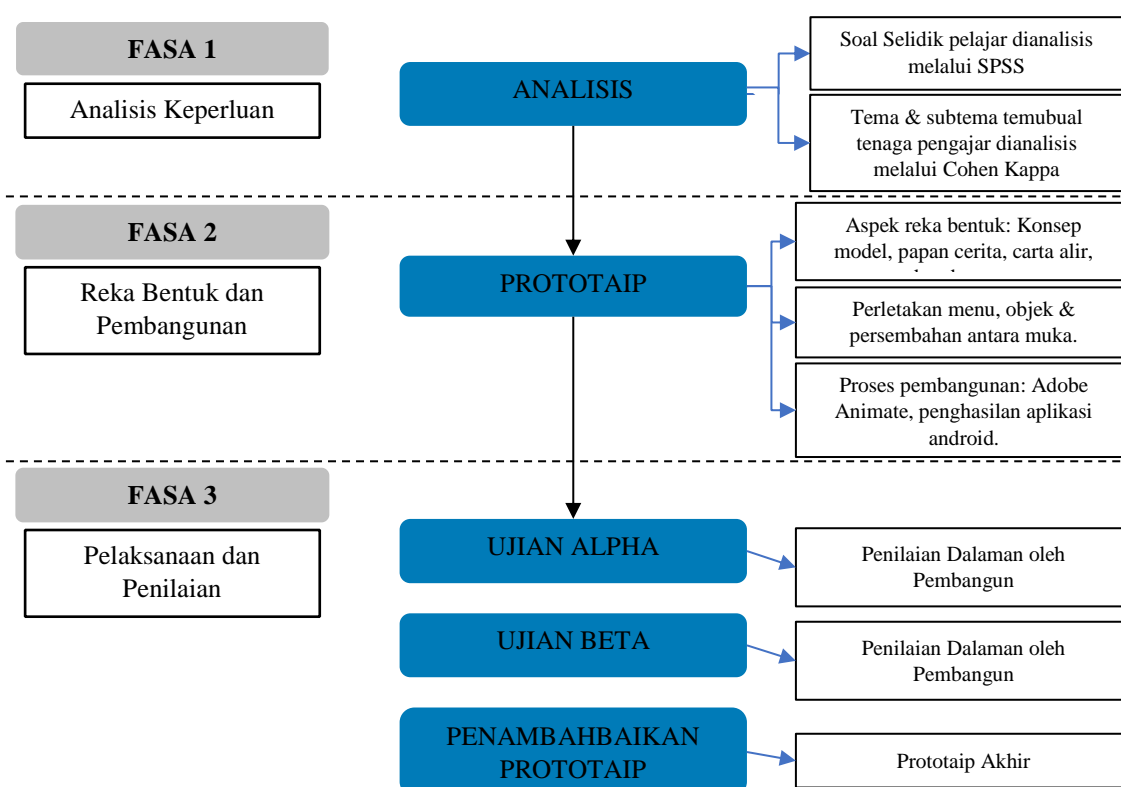 FASA 1
Analisis Keperluan
ANALISIS
Soal Selidik pelajar dianalisis
melalui SPSS
Tema & subtema temubual
tenaga pengajar dianalisis
melalui Cohen Kappa
FASA 2
Reka Bentuk dan
Pembangunan
PROTOTAIP
Aspek reka bentuk: Konsep
model, papan cerita, carta alir,
Perletakan menu, objek &
persembahan antara muka.
Proses pembangunan: Adobe
Animate, penghasilan aplikasi
android.
FASA 3
Pelaksanaan dan
Penilaian
UJIAN ALPHA
Penilaian Dalaman oleh
Pembangun
UJIAN BETA
Penilaian Dalaman oleh
Pembangun
PENAMBAHBAIKAN
PROTOTAIP
Prototaip Akhir